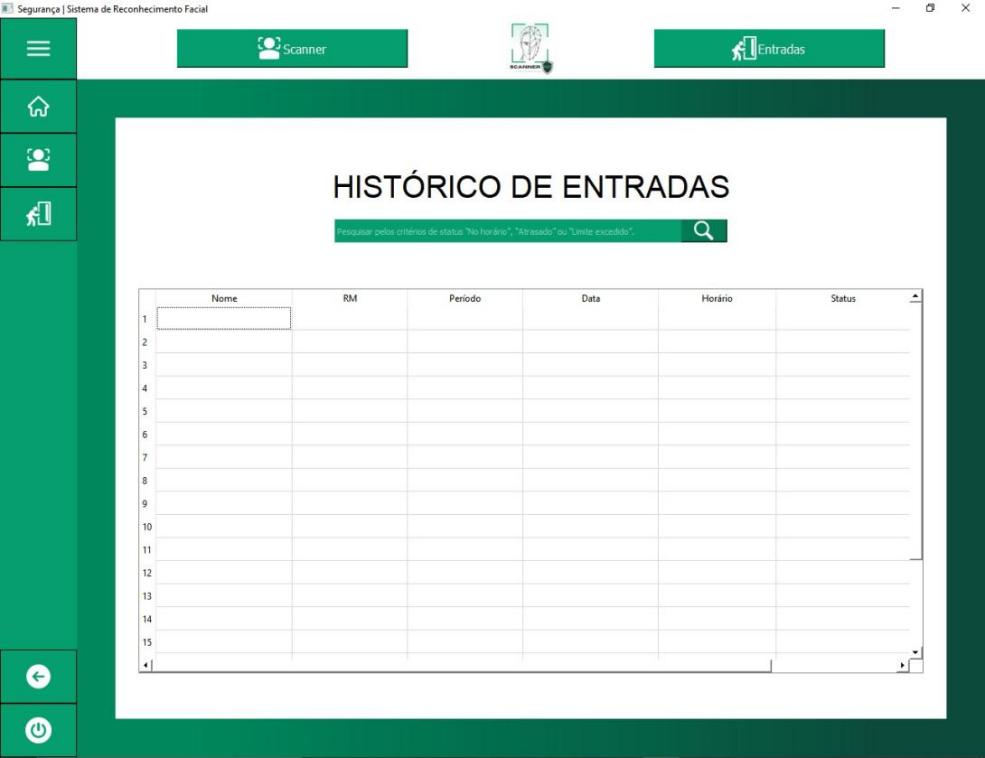 Segurança | Sistema de Reconhecimento Facial
Scanner
SCANNER
Entradas
HISTÓRICO DE ENTRADAS
Pesquisar pelos critérios de status "No horário", "Atrasado" ou "Limite excedido".
Nome RM Período Data Horário Status
1
2
3
4
5
6
7
8
9
10
11
12
13
14
15